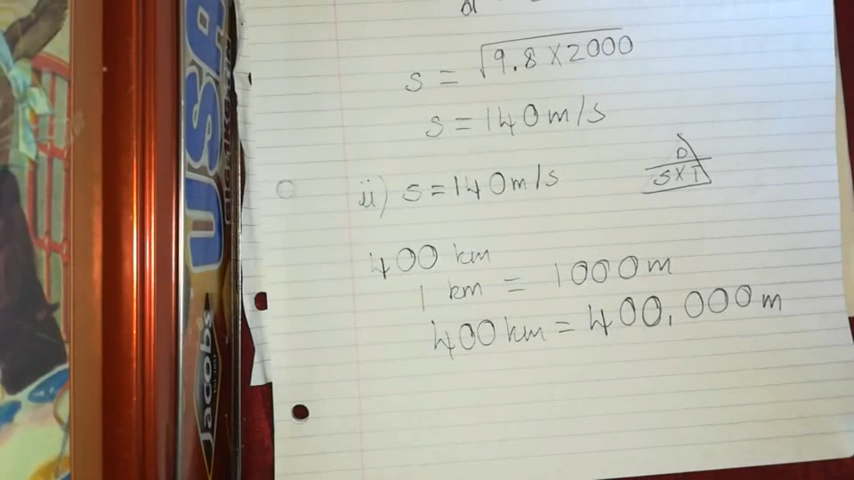 s = √9.8 × 2000
s = 140 m/s
ii) s = 140 m/s
D
S × T
400 km
1 km = 1000 m
400 km = 400,000 m
USA
Jacobs